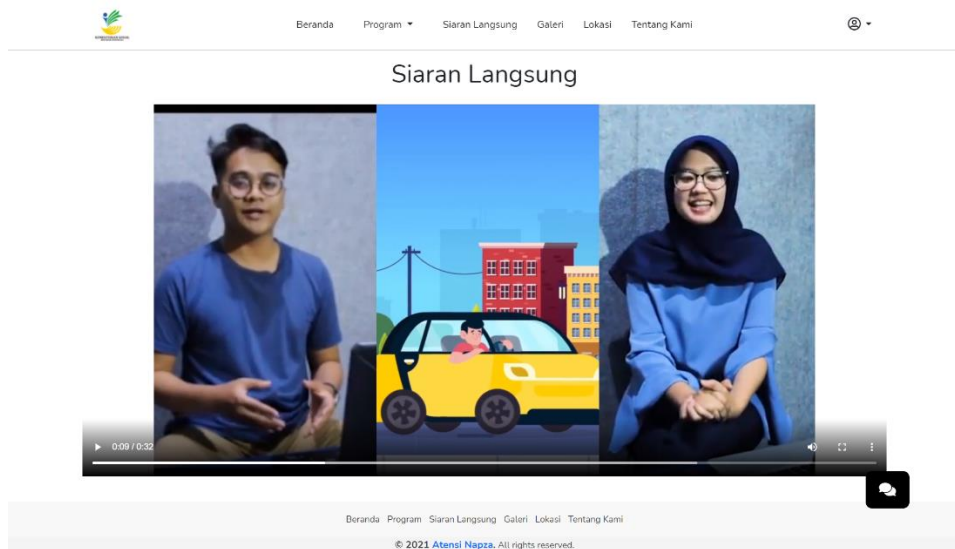 Beranda Program Siaran Langsung Galeri Lokasi Tentang Kami
Siaran Langsung
0:09 / 0:32
Beranda Program Siaran Langsung Galeri Lokasi Tentang Kami
© 2021 Atensi Napza. All rights reserved.